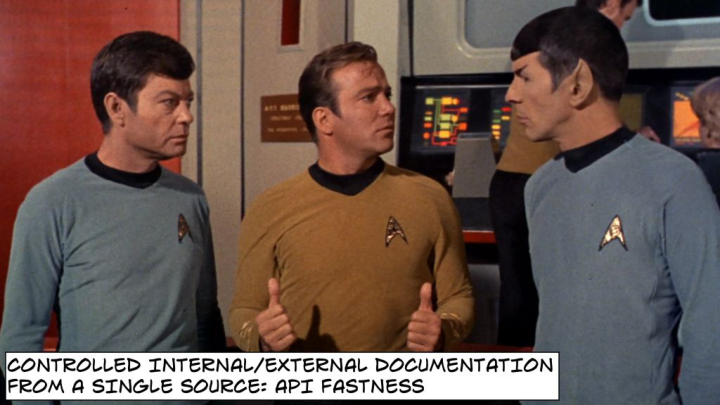 CONTROLLED INTERNAL/EXTERNAL DOCUMENTATION
FROM A SINGLE SOURCE: API FASTNESS